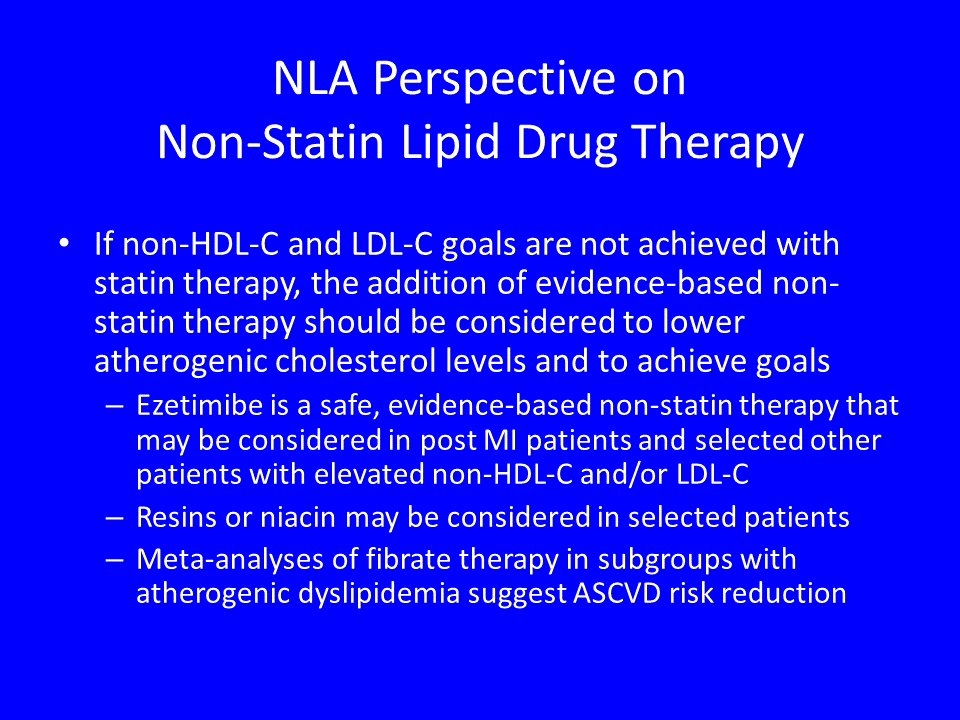 NLA Perspective on
Non-Statin Lipid Drug Therapy
• If non-HDL-C and LDL-C goals are not achieved with
statin therapy, the addition of evidence-based non-
statin therapy should be considered to lower
atherogenic cholesterol levels and to achieve goals
– Ezetimibe is a safe, evidence-based non-statin therapy that
may be considered in post MI patients and selected other
patients with elevated non-HDL-C and/or LDL-C
– Resins or niacin may be considered in selected patients
– Meta-analyses of fibrate therapy in subgroups with
atherogenic dyslipidemia suggest ASCVD risk reduction